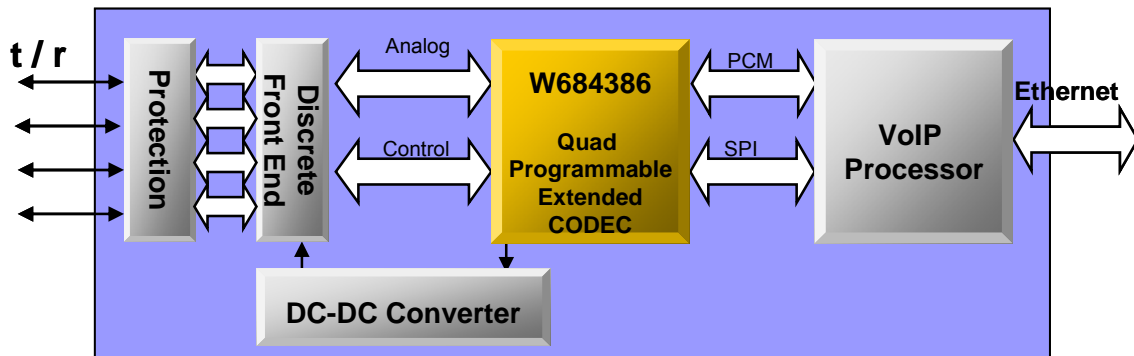 t / r
Protection
Discrete
Front End
Analog
Control
W684386
Quad
Programmable
Extended
CODEC
PCM
SPI
VoIP
Processor
Ethernet
DC-DC Converter